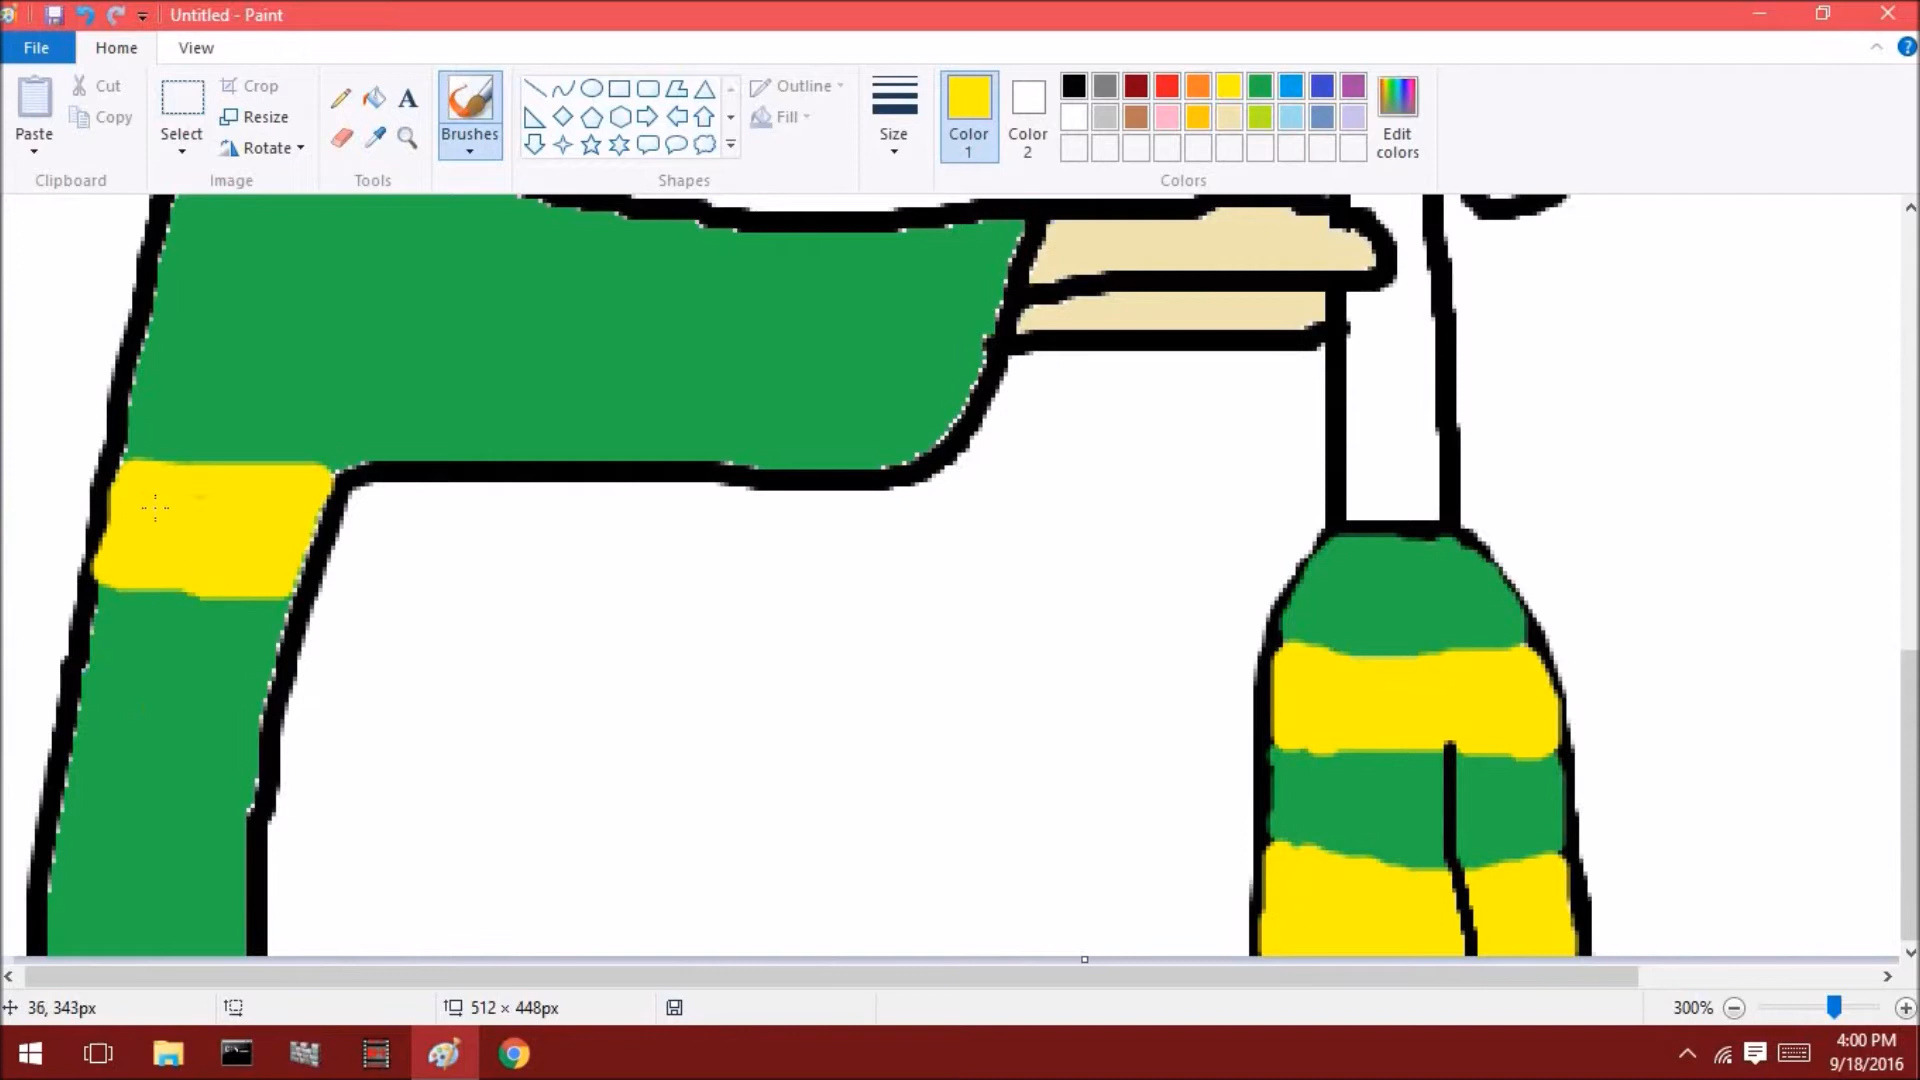 Untitled - Paint
File Home View
Cut
Copy
Paste
Crop
Resize
Rotate
Select
A
Brushes
Outline
Fill
Size
Color 1
Color 2
Edit colors
Clipboard
Image
Tools
Shapes
Colors
36, 343px
512 × 448px
300%
4:00 PM
9/18/2016